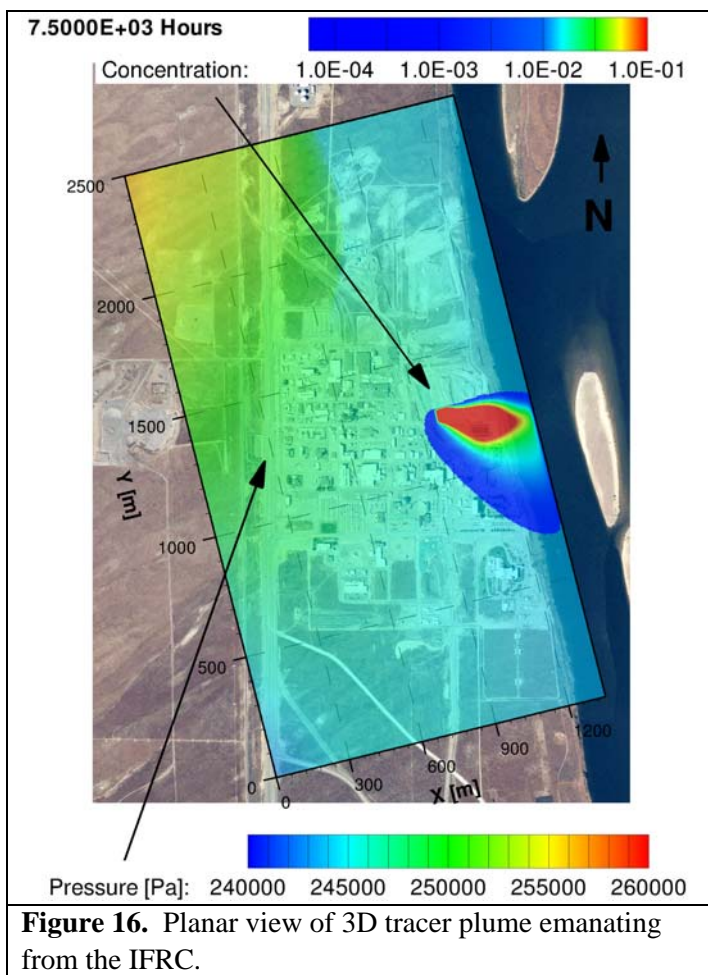 7.5000E+03 Hours
Concentration: 1.0E-04 1.0E-03 1.0E-02 1.0E-01
N
2500
2000
1500
1000
500
0
Y [m]
0
300
600
900
1200
X [m]
Pressure [Pa]: 240000 245000 250000 255000 260000
Figure 16. Planar view of 3D tracer plume emanating
from the IFRC.